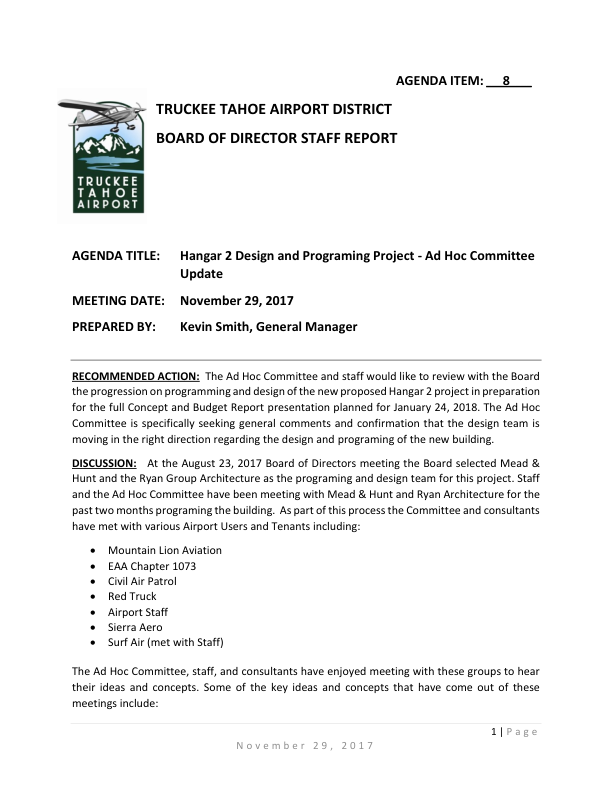 AGENDA ITEM: 8
TRUCKEE TAHOE AIRPORT DISTRICT
BOARD OF DIRECTOR STAFF REPORT
TRUCKEE
TAHOE
AIRPORT
AGENDA TITLE: Hangar 2 Design and Programing Project - Ad Hoc Committee
Update
MEETING DATE: November 29, 2017
PREPARED BY: Kevin Smith, General Manager
RECOMMENDED ACTION: The Ad Hoc Committee and staff would like to review with the Board
the progression on programming and design of the new proposed Hangar 2 project in preparation
for the full Concept and Budget Report presentation planned for January 24, 2018. The Ad Hoc
Committee is specifically seeking general comments and confirmation that the design team is
moving in the right direction regarding the design and programing of the new building.
DISCUSSION: At the August 23, 2017 Board of Directors meeting the Board selected Mead &
Hunt and the Ryan Group Architecture as the programing and design team for this project. Staff
and the Ad Hoc Committee have been meeting with Mead & Hunt and Ryan Architecture for the
past two months programing the building. As part of this process the Committee and consultants
have met with various Airport Users and Tenants including:
• Mountain Lion Aviation
• EAA Chapter 1073
• Civil Air Patrol
• Red Truck
• Airport Staff
• Sierra Aero
• Surf Air (met with Staff)
The Ad Hoc Committee, staff, and consultants have enjoyed meeting with these groups to hear
their ideas and concepts. Some of the key ideas and concepts that have come out of these
meetings include:
1 | Page
November 29, 2017